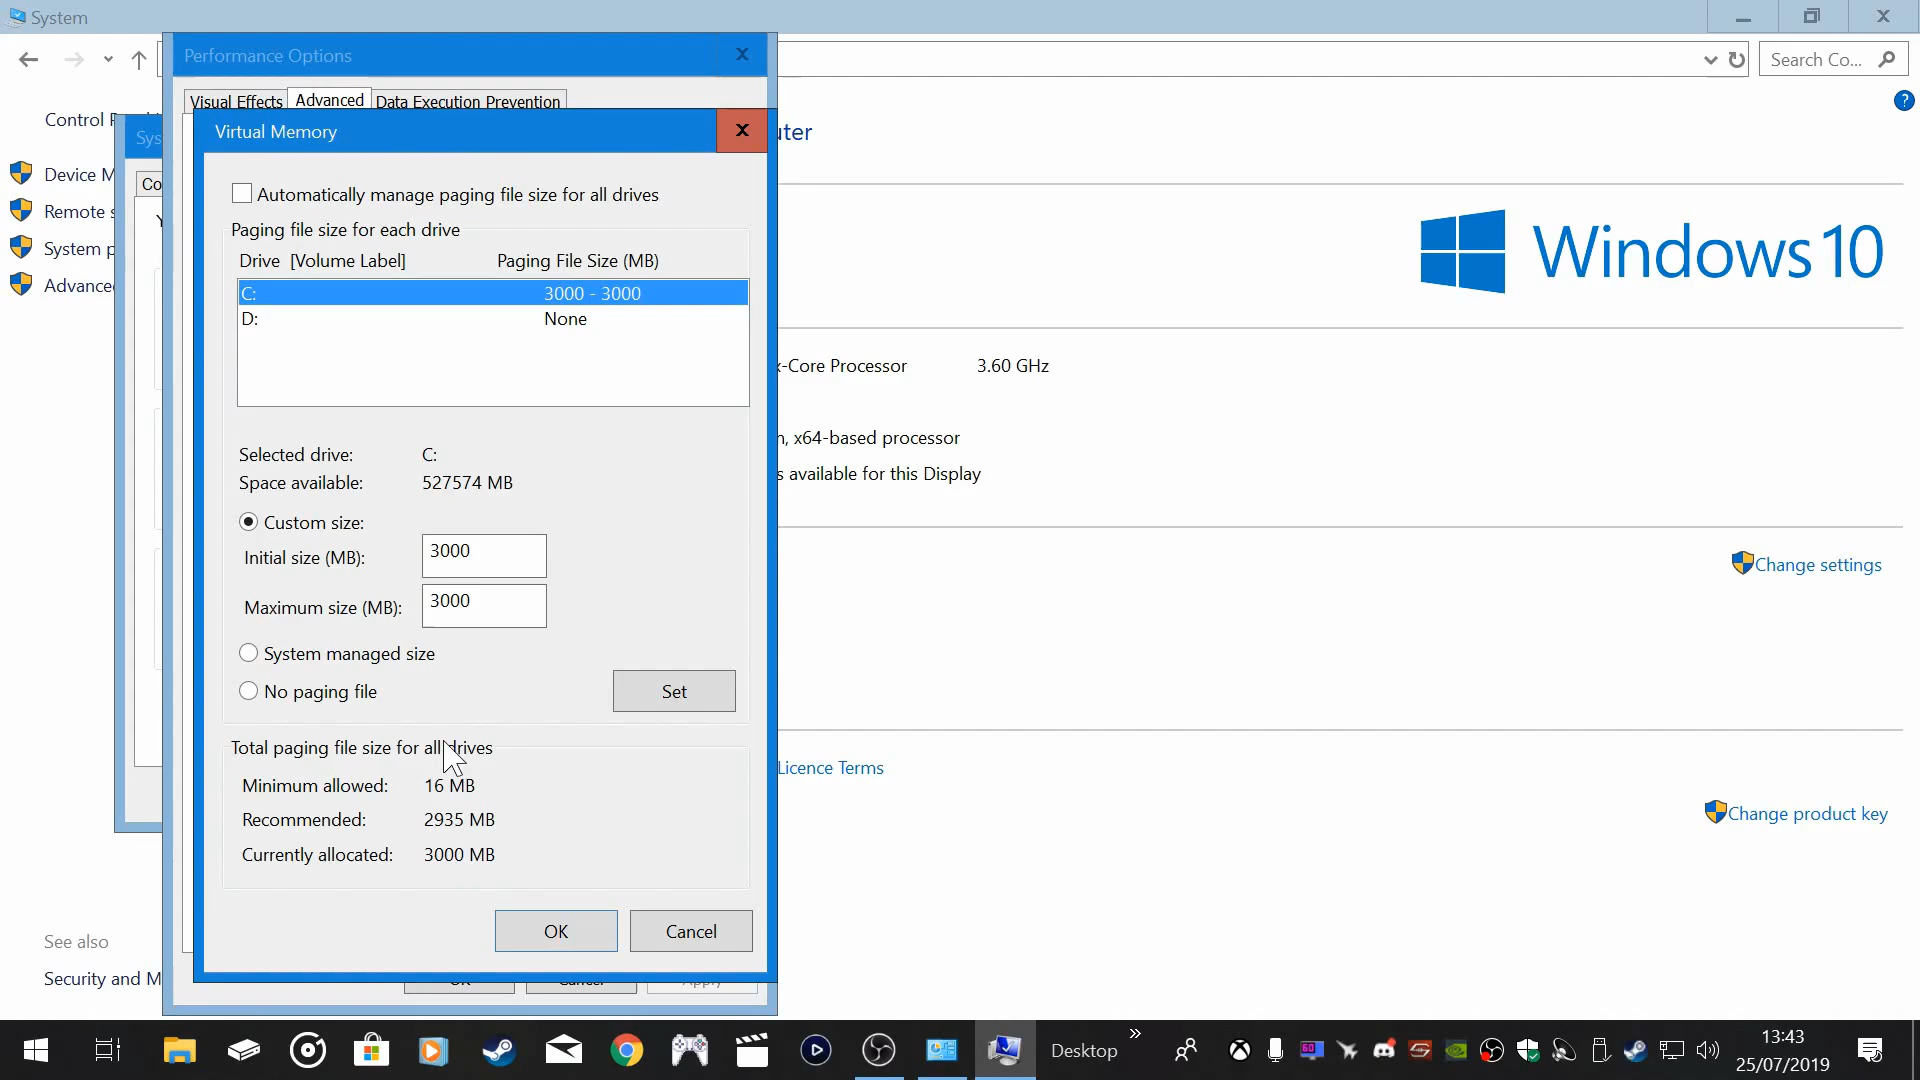 System
Performance Options
Search Co...
Visual Effects
Advanced
Data Execution Prevention
Control P
Sys
Virtual Memory
uter
Device M
Co
Remote s
System p
Advance
Automatically manage paging file size for all drives
Paging file size for each drive
Drive [Volume Label]
Paging File Size (MB)
C:
3000 - 3000
D:
None
Windows 10
x-Core Processor
3.60 GHz
x64-based processor
s available for this Display
Selected drive:
C:
Space available:
527574 MB
Custom size:
Initial size (MB):
3000
Maximum size (MB):
3000
System managed size
No paging file
Set
Change settings
Total paging file size for all drives
Minimum allowed:
16 MB
Recommended:
2935 MB
Currently allocated:
3000 MB
Licence Terms
Change product key
OK
Cancel
See also
Security and M
OK
Cancel
Apply
Desktop
60
13:43
25/07/2019